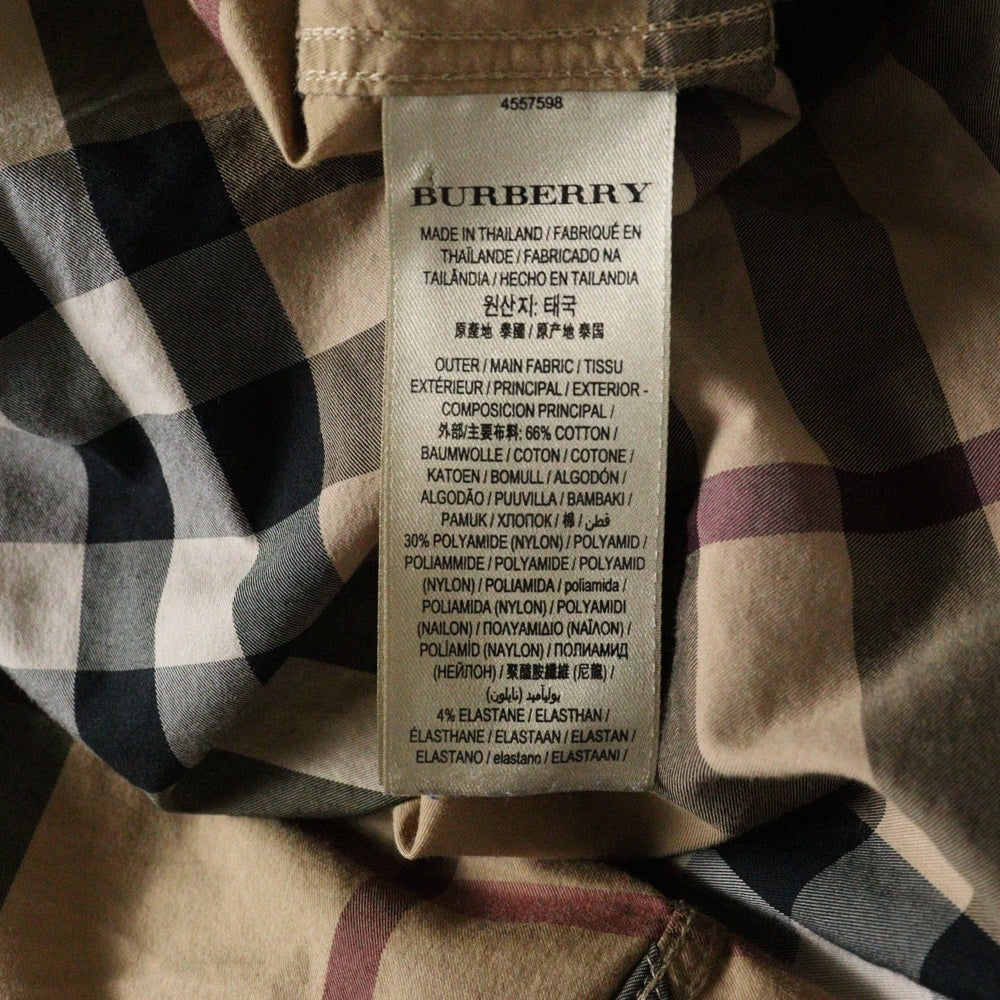 4557598
BURBERRY
MADE IN THAILAND / FABRIQUÉ EN
THAÏLANDE / FABRICADO NA
TAILÂNDIA / HECHO EN TAILANDIA
원산지: 태국
原産地 泰國 / 原产地 泰国
OUTER / MAIN FABRIC / TISSU
EXTÉRIEUR / PRINCIPAL / EXTERIOR -
COMPOSICION PRINCIPAL /
外部/主要布料: 66% COTTON /
BAUMWOLLE / COTON / COTONE /
KATOEN / BOMULL / ALGODÓN /
ALGODÃO / PUUVILLA / BAMBAKI /
PAMUK / ХЛОПОК / 棉 / قطن /
30% POLYAMIDE (NYLON) / POLYAMID /
POLIAMMIDE / POLYAMIDE / POLYAMID
(NYLON) / POLIAMIDA / poliamida /
POLIAMIDA (NYLON) / POLYAMIDI
(NAILON) / ΠΟΛΥΑΜΙΔΙΟ (ΝΑΪΛΟΝ) /
POLİAMİD (NAYLON) / ПОЛИАМИД
(НЕЙЛОН) / 聚醯胺纖維 (尼龍) /
بولیآمید (نایلون)
4% ELASTANE / ELASTHAN /
ÉLASTHANE / ELASTAAN / ELASTAN /
ELASTANO / elastano / ELASTAANI /